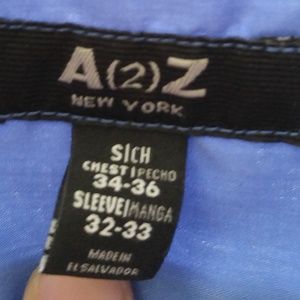 A(2)Z
NEW YORK
S|CH
CHEST|PECHO
34-36
SLEEVE|MANGA
32-33
MADE IN
EL SALVADOR